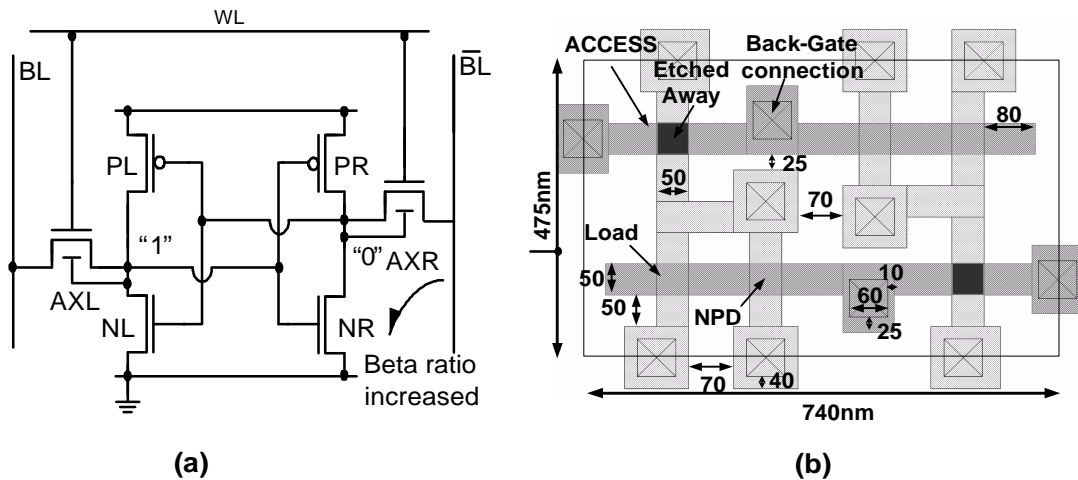 WL
BL
B̅L̅
PL
PR
"1"
"0"
AXR
AXL
NL
NR
Beta ratio
increased
(a)
ACCESS
Etched
Away
Back-Gate
connection
80
25
50
70
475nm
Load
50
50
10
60
25
NPD
70
40
740nm
(b)